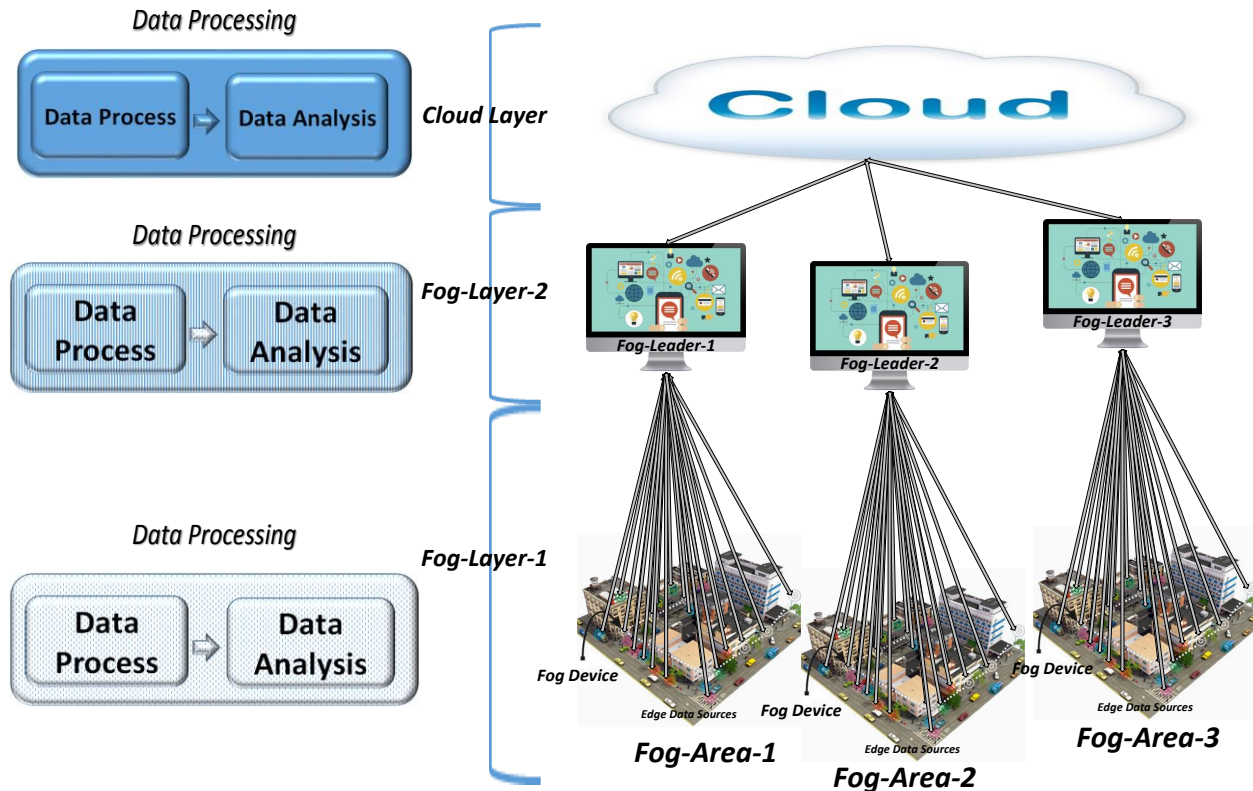 Data Processing
Data Process
Data Analysis
Cloud Layer
Cloud
Data Processing
Data
Process
Data
Analysis
Fog-Layer-2
Fog-Leader-1
Fog-Leader-2
Fog-Leader-3
Data Processing
Data
Process
Data
Analysis
Fog-Layer-1
Fog Device
Edge Data Sources
Fog-Area-1
Fog Device
Edge Data Sources
Fog-Area-2
Fog Device
Edge Data Sources
Fog-Area-3